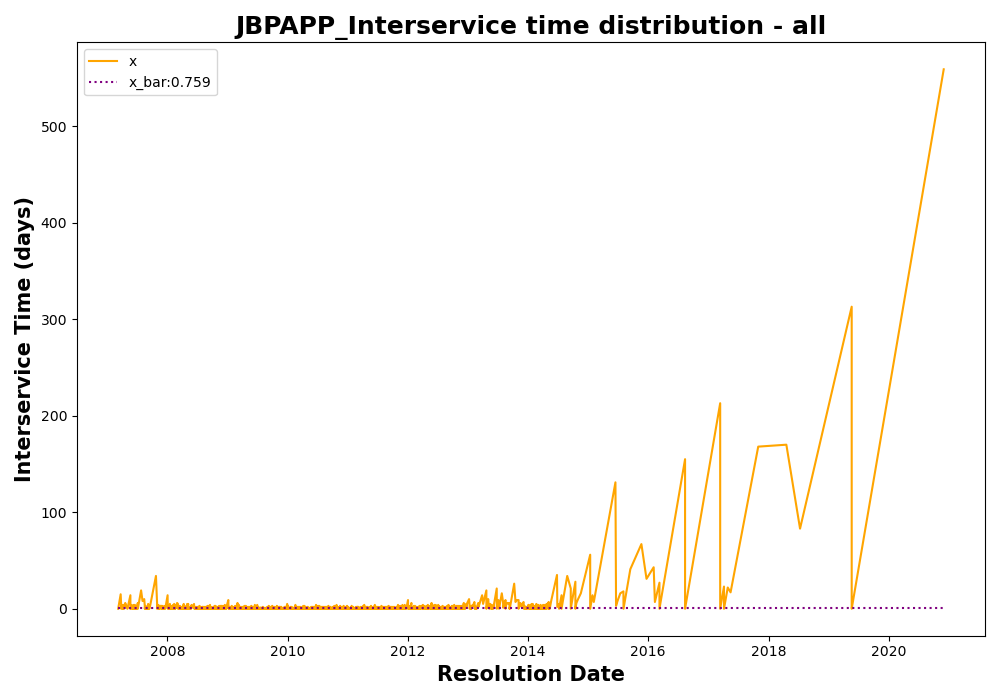 JBPAPP_Interservice time distribution - all
x
x_bar:0.759
Interservice Time (days)
500
400
300
200
100
0
2008 2010 2012 2014 2016 2018 2020
Resolution Date